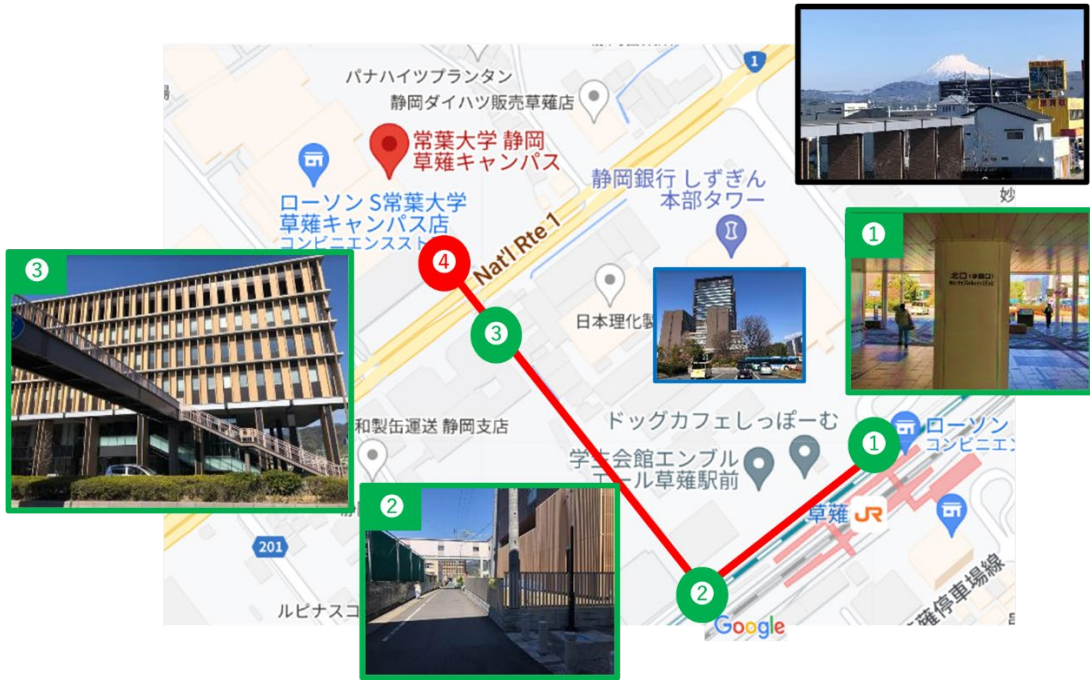 パナハイツプランタン
静岡ダイハツ販売草薙店
1
常葉大学 静岡
草薙キャンパス
静岡銀行 しずぎん
本部タワー
妙
ローソン S常葉大学
草薙キャンパス店
コンビニエンススト
Nat'l Rte 1
1
北口
3
4
3
日本理化製
和製缶運送 静岡支店
ドッグカフェしっぽーむ
1
ローソン
コンビニエン
学生会館エンブル
エール草薙駅前
2
草薙 JR
201
ルピナスコ
2
Google
薙停車場線